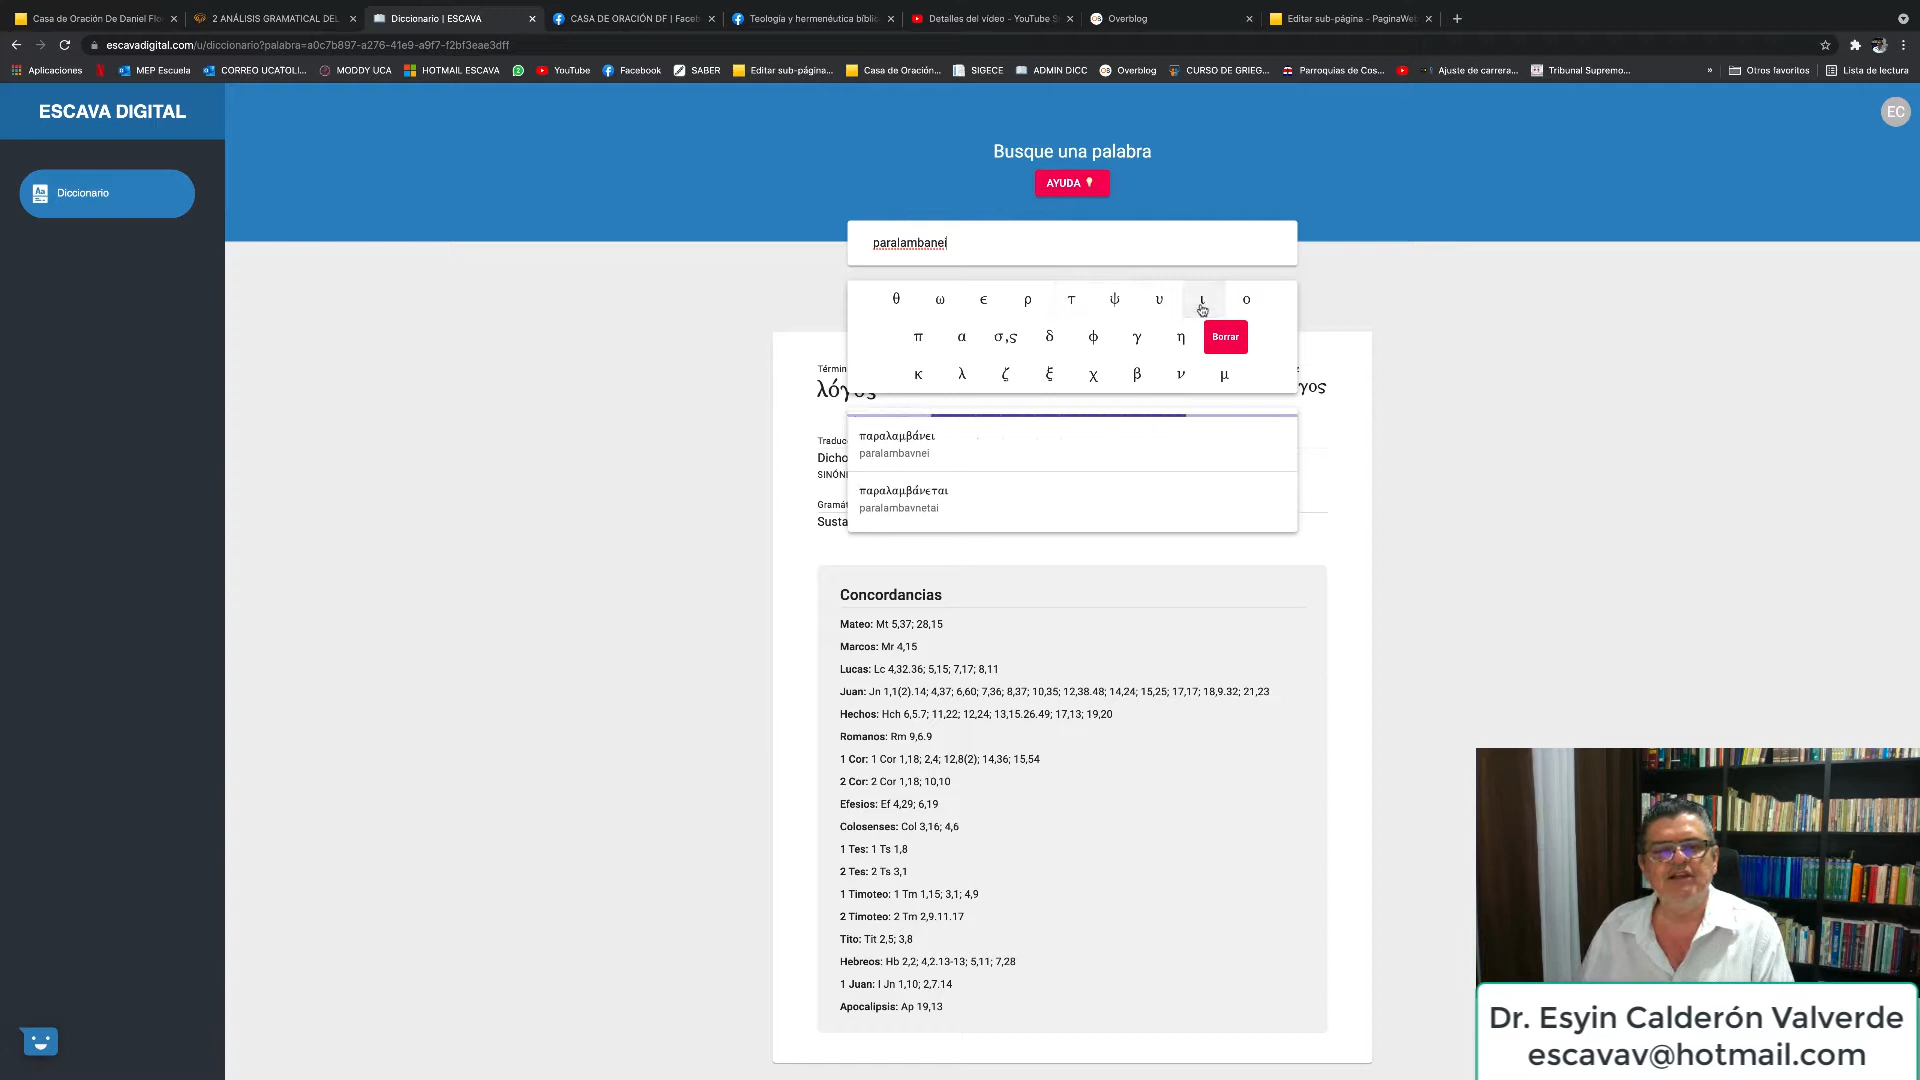 Casa de Oración De Daniel Flo
2 ANÁLISIS GRAMATICAL DEL
Diccionario | ESCAVA
CASA DE ORACIÓN DF | Faceb
Teología y hermenéutica bíblic
Detalles del vídeo - YouTube S
Overblog
Editar sub-página - PaginaWeb
escavadigital.com/u/diccionario?palabra=a0c7b897-a276-41e9-a9f7-f2bf3eae3dff
Aplicaciones
MEP Escuela
CORREO UCATOLI...
MODDY UCA
HOTMAIL ESCAVA
YouTube
Facebook
SABER
Editar sub-página...
Casa de Oración...
SIGECE
ADMIN DICC
Overblog
CURSO DE GRIEG...
Parroquias de Cos...
Ajuste de carrera...
Tribunal Supremo...
»
Otros favoritos
Lista de lectura
ESCAVA DIGITAL
EC
Diccionario
Busque una palabra
AYUDA
paralambanei
θ ω ε ρ τ ψ υ ι ο
π α σ,ς δ φ γ η Borrar
κ λ ζ ξ χ β ν μ
Términ
λόγος
γος
παραλαμβάνει
paralambavnei
παραλαμβάνεται
paralambavnetai
Traduc
Dicho
SINÓNI
Gramát
Susta
Concordancias
Mateo: Mt 5,37; 28,15
Marcos: Mr 4,15
Lucas: Lc 4,32.36; 5,15; 7,17; 8,11
Juan: Jn 1,1(2).14; 4,37; 6,60; 7,36; 8,37; 10,35; 12,38.48; 14,24; 15,25; 17,17; 18,9.32; 21,23
Hechos: Hch 6,5.7; 11,22; 12,24; 13,15.26.49; 17,13; 19,20
Romanos: Rm 9,6.9
1 Cor: 1 Cor 1,18; 2,4; 12,8(2); 14,36; 15,54
2 Cor: 2 Cor 1,18; 10,10
Efesios: Ef 4,29; 6,19
Colosenses: Col 3,16; 4,6
1 Tes: 1 Ts 1,8
2 Tes: 2 Ts 3,1
1 Timoteo: 1 Tm 1,15; 3,1; 4,9
2 Timoteo: 2 Tm 2,9.11.17
Tito: Tit 2,5; 3,8
Hebreos: Hb 2,2; 4,2.13-13; 5,11; 7,28
1 Juan: I Jn 1,10; 2,7.14
Apocalipsis: Ap 19,13
Dr. Esyin Calderón Valverde
escavav@hotmail.com